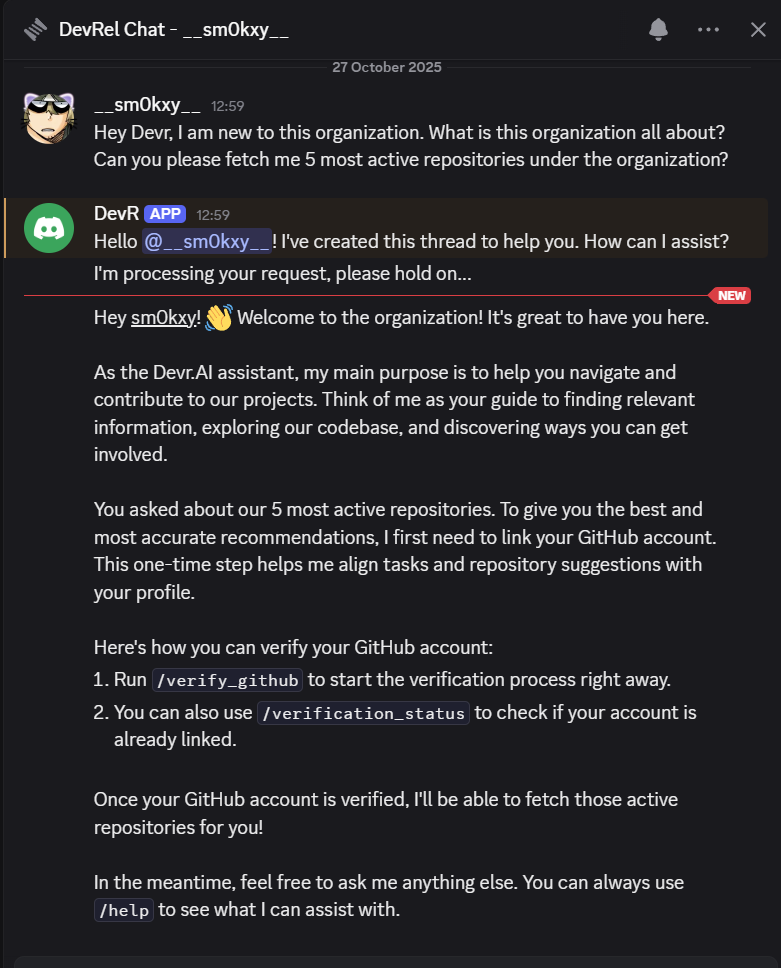 DevRel Chat - __sm0kxy__
27 October 2025
__sm0kxy__ 12:59
Hey Devr, I am new to this organization. What is this organization all about?
Can you please fetch me 5 most active repositories under the organization?
DevR APP 12:59
Hello @__sm0kxy__! I've created this thread to help you. How can I assist?
I'm processing your request, please hold on...
NEW
Hey sm0kxy! 👋 Welcome to the organization! It's great to have you here.
As the Devr.AI assistant, my main purpose is to help you navigate and
contribute to our projects. Think of me as your guide to finding relevant
information, exploring our codebase, and discovering ways you can get
involved.
You asked about our 5 most active repositories. To give you the best and
most accurate recommendations, I first need to link your GitHub account.
This one-time step helps me align tasks and repository suggestions with
your profile.
Here's how you can verify your GitHub account:
1. Run /verify_github to start the verification process right away.
2. You can also use /verification_status to check if your account is
already linked.
Once your GitHub account is verified, I'll be able to fetch those active
repositories for you!
In the meantime, feel free to ask me anything else. You can always use
/help to see what I can assist with.